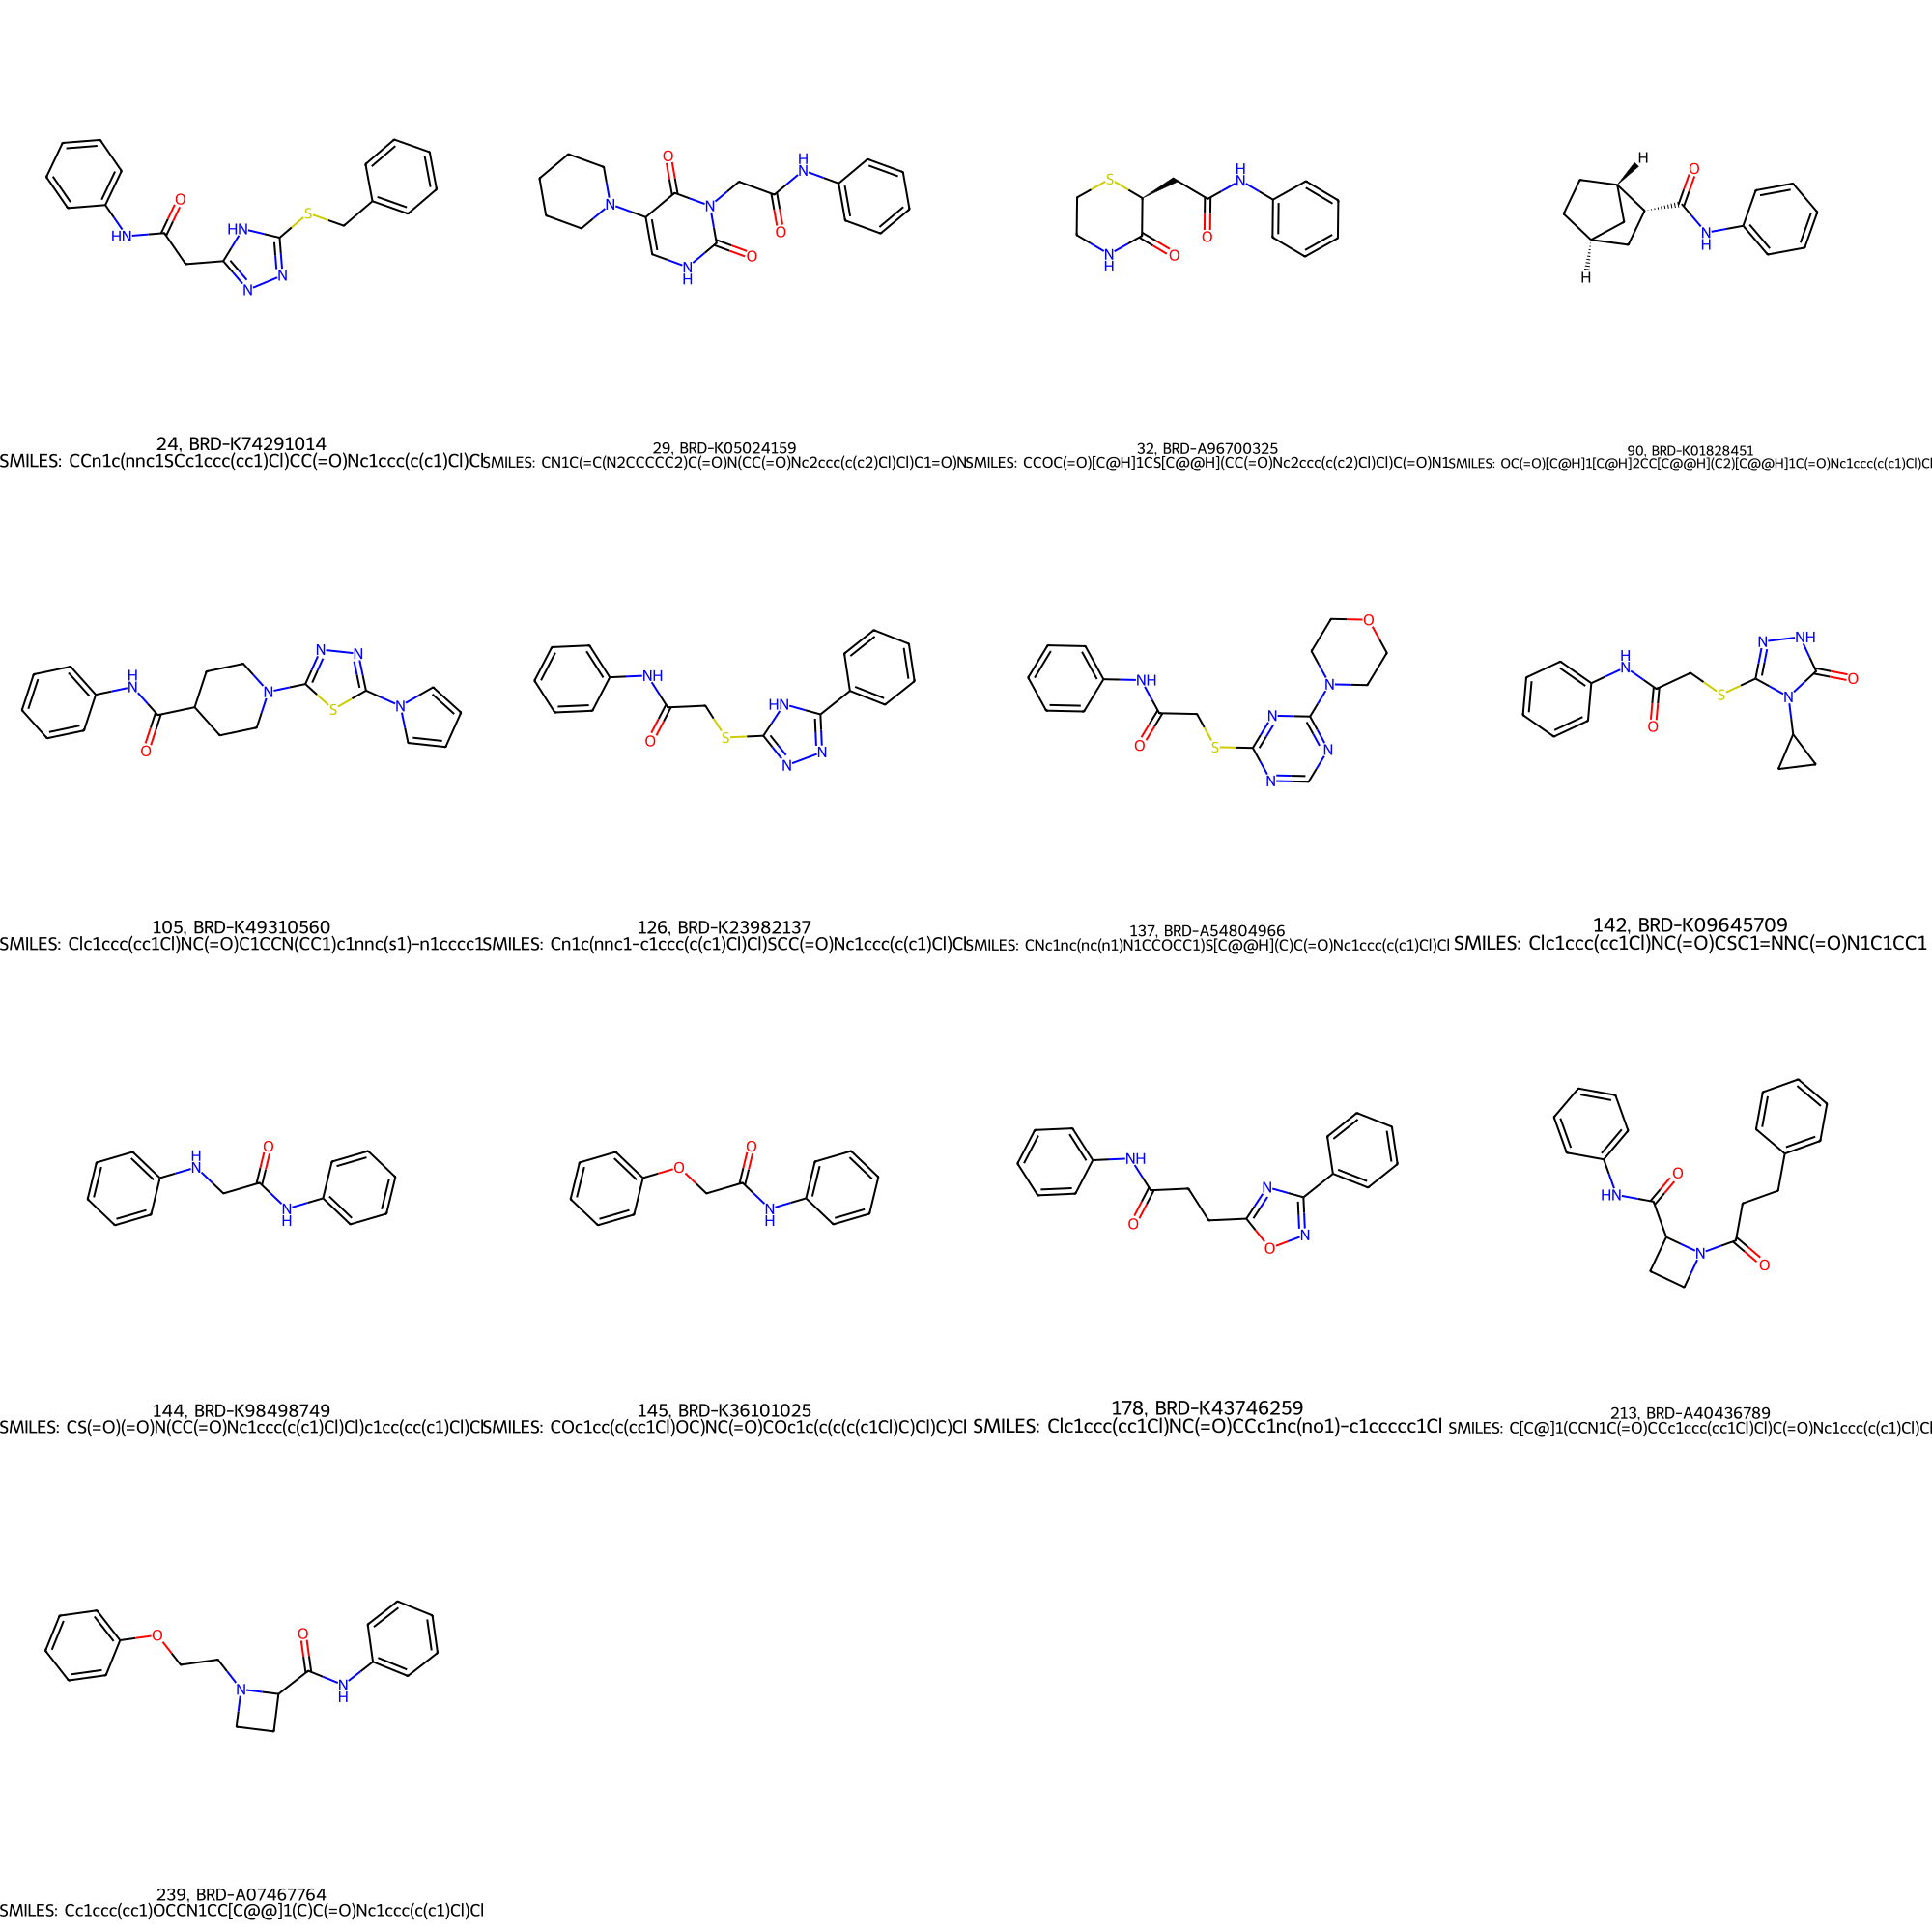 24, BRD-K74291014
SMILES: CCn1c(nnc1SCc1ccc(cc1)Cl)CC(=O)Nc1ccc(c(c1)Cl)Cl
29, BRD-K05024159
SMILES: CN1C(=C(N2CCCCC2)C(=O)N(CC(=O)Nc2ccc(c(c2)Cl)Cl)C1=O)N
32, BRD-A96700325
SMILES: CCOC(=O)[C@H]1CS[C@@H](CC(=O)Nc2ccc(c(c2)Cl)Cl)C(=O)N1
90, BRD-K01828451
SMILES: OC(=O)[C@H]1[C@H]2CC[C@@H](C2)[C@@H]1C(=O)Nc1ccc(c(c1)Cl)Cl
105, BRD-K49310560
SMILES: Clc1ccc(cc1Cl)NC(=O)C1CCN(CC1)c1nnc(s1)-n1cccc1
126, BRD-K23982137
SMILES: Cn1c(nnc1-c1ccc(c(c1)Cl)Cl)SCC(=O)Nc1ccc(c(c1)Cl)Cl
137, BRD-A54804966
SMILES: CNc1nc(nc(n1)N1CCOCC1)S[C@@H](C)C(=O)Nc1ccc(c(c1)Cl)Cl
142, BRD-K09645709
SMILES: Clc1ccc(cc1Cl)NC(=O)CSC1=NNC(=O)N1C1CC1
144, BRD-K98498749
SMILES: CS(=O)(=O)N(CC(=O)Nc1ccc(c(c1)Cl)Cl)c1cc(cc(c1)Cl)Cl
145, BRD-K36101025
SMILES: COc1cc(c(cc1Cl)OC)NC(=O)COc1c(c(c(c(c1Cl)C)Cl)C)Cl
178, BRD-K43746259
SMILES: Clc1ccc(cc1Cl)NC(=O)CCc1nc(no1)-c1ccccc1Cl
213, BRD-A40436789
SMILES: C[C@]1(CCN1C(=O)CCc1ccc(cc1Cl)Cl)C(=O)Nc1ccc(c(c1)Cl)Cl
239, BRD-A07467764
SMILES: Cc1ccc(cc1)OCCN1CC[C@@]1(C)C(=O)Nc1ccc(c(c1)Cl)Cl